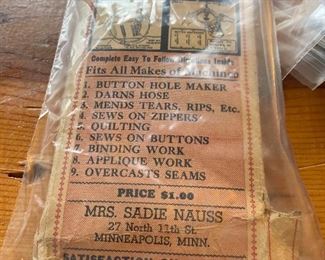 Complete Easy To Follow Directions Inside
Fits All Makes of Machines
1. BUTTON HOLE MAKER
2. DARNS HOSE
3. MENDS TEARS, RIPS, Etc.
4. SEWS ON ZIPPERS
5. QUILTING
6. SEWS ON BUTTONS
7. BINDING WORK
8. APPLIQUE WORK
9. OVERCASTS SEAMS
PRICE $1.00
MRS. SADIE NAUSS
27 North 11th St.
MINNEAPOLIS, MINN.
SATISFACTION